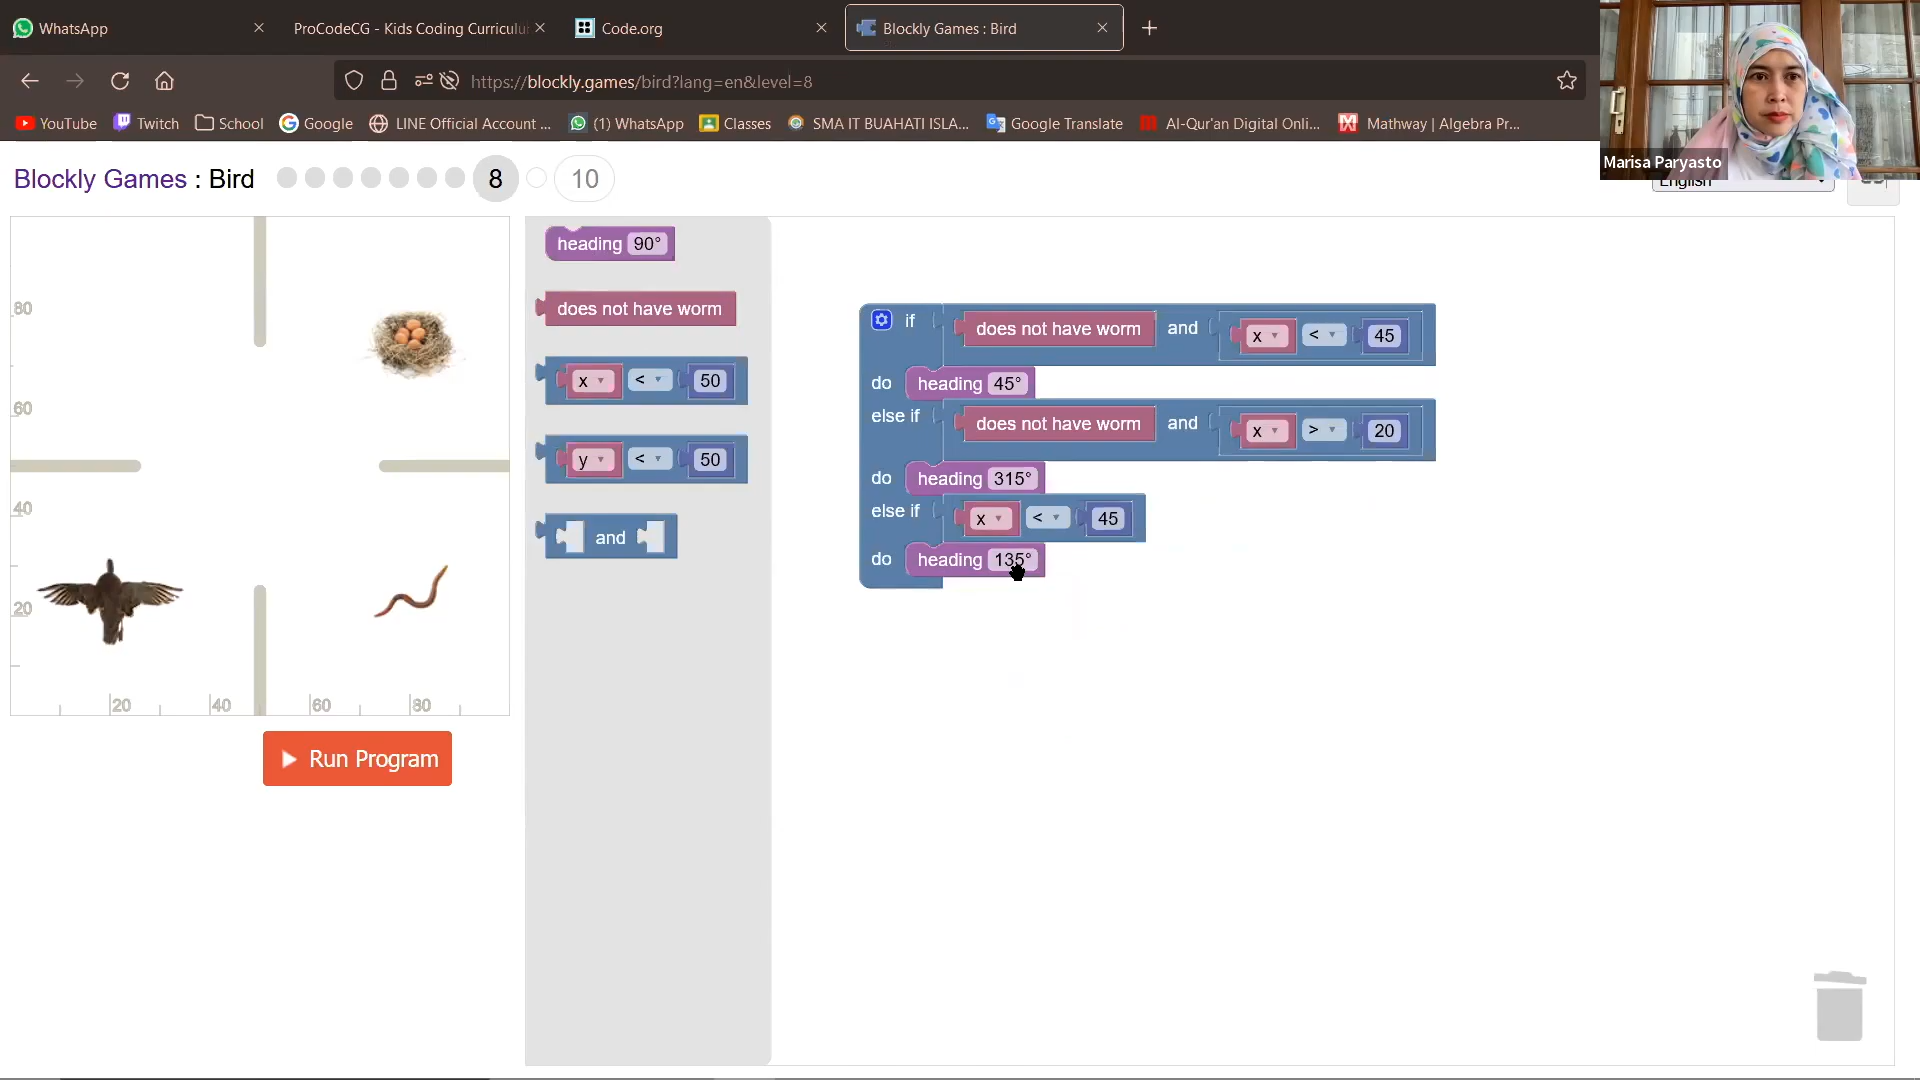 WhatsApp
ProCodeCG - Kids Coding Curriculu
Code.org
Blockly Games : Bird
https://blockly.games/bird?lang=en&level=8
YouTube
Twitch
School
Google
LINE Official Account ...
(1) WhatsApp
Classes
SMA IT BUAHATI ISLA...
Google Translate
Al-Qur'an Digital Onli...
Mathway | Algebra Pr...
Marisa Paryasto
Blockly Games : Bird
8
10
English
80
60
40
20
20
40
60
80
Run Program
heading 90°
does not have worm
x < 50
y < 50
and
if does not have worm and x < 45
do heading 45°
else if does not have worm and x > 20
do heading 315°
else if x < 45
do heading 135°